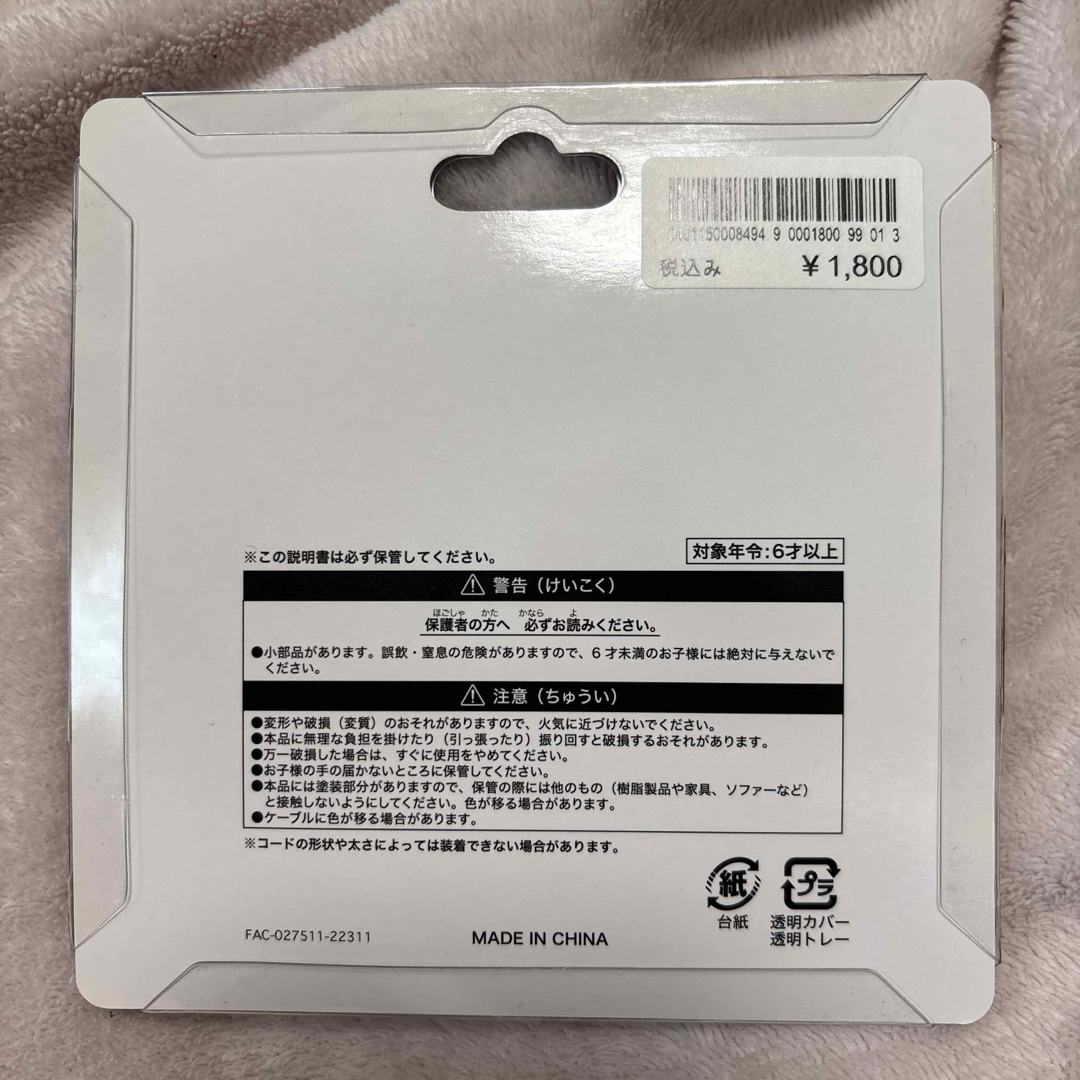 50008494 9 0001800 99 01 3
税込み ¥1,800
※この説明書は必ず保管してください。
対象年令:6才以上
⚠ 警告（けいこく）
ほごしゃ かた かなら よ
保護者の方へ 必ずお読みください。
●小部品があります。誤飲・窒息の危険がありますので、6才未満のお子様には絶対に与えないで
ください。
⚠ 注意（ちゅうい）
●変形や破損（変質）のおそれがありますので、火気に近づけないでください。
●本品に無理な負担を掛けたり（引っ張ったり）振り回すと破損するおそれがあります。
●万一破損した場合は、すぐに使用をやめてください。
●お子様の手の届かないところに保管してください。
●本品には塗装部分がありますので、保管の際には他のもの（樹脂製品や家具、ソファーなど）
と接触しないようにしてください。色が移る場合があります。
●ケーブルに色が移る場合があります。
※コードの形状や太さによっては装着できない場合があります。
紙 プラ
台紙 透明カバー
透明トレー
FAC-027511-22311
MADE IN CHINA